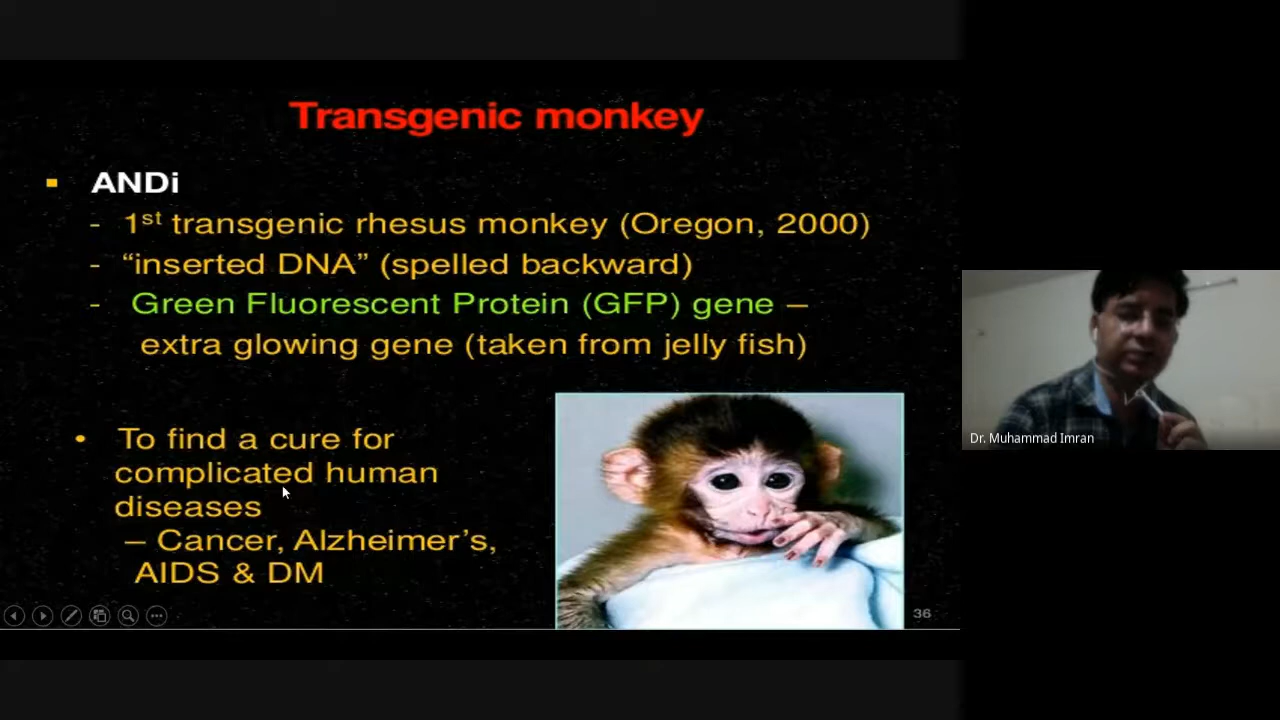 Transgenic monkey
▪ ANDi
- 1st transgenic rhesus monkey (Oregon, 2000)
- “inserted DNA” (spelled backward)
- Green Fluorescent Protein (GFP) gene –
extra glowing gene (taken from jelly fish)
• To find a cure for
complicated human
diseases
– Cancer, Alzheimer’s,
AIDS & DM
36
Dr. Muhammad Imran